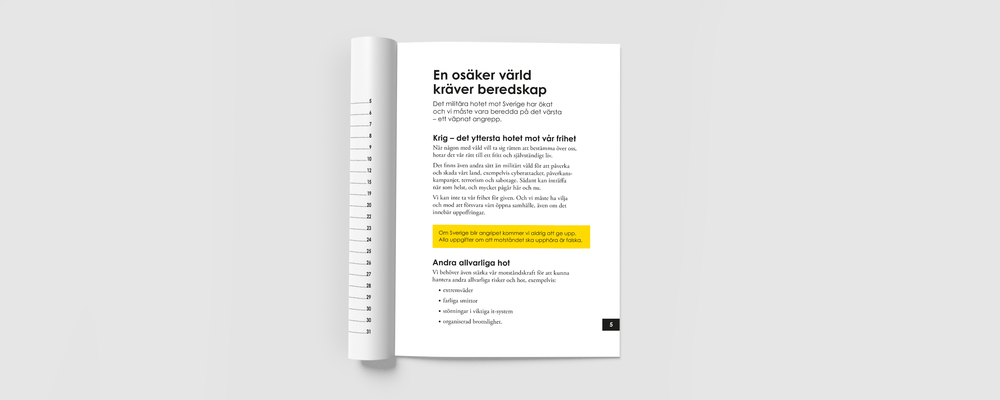 ..............5
..............6
..............7
..............8
..............9
..............10
..............12
..............15
..............19
..............20
..............22
..............23
..............24
..............25
..............26
..............27
..............28
..............29
..............30
..............30
..............31
En osäker värld
kräver beredskap
Det militära hotet mot Sverige har ökat
och vi måste vara beredda på det värsta
– ett väpnat angrepp.
Krig – det yttersta hotet mot vår frihet
När någon med våld vill ta sig rätten att bestämma över oss,
hotar det vår rätt till ett fritt och självständigt liv.
Det finns även andra sätt än militärt våld för att påverka
och skada vårt land, exempelvis cyberattacker, påverkans-
kampanjer, terrorism och sabotage. Sådant kan inträffa
när som helst, och mycket pågår här och nu.
Vi kan inte ta vår frihet för given. Och vi måste ha vilja
och mod att försvara vårt öppna samhälle, även om det
innebär uppoffringar.
Om Sverige blir angripet kommer vi aldrig att ge upp.
Alla uppgifter om att motståndet ska upphöra är falska.
Andra allvarliga hot
Vi behöver även stärka vår motståndskraft för att kunna
hantera andra allvarliga risker och hot, exempelvis:
• extremväder
• farliga smittor
• störningar i viktiga it-system
• organiserad brottslighet.
5